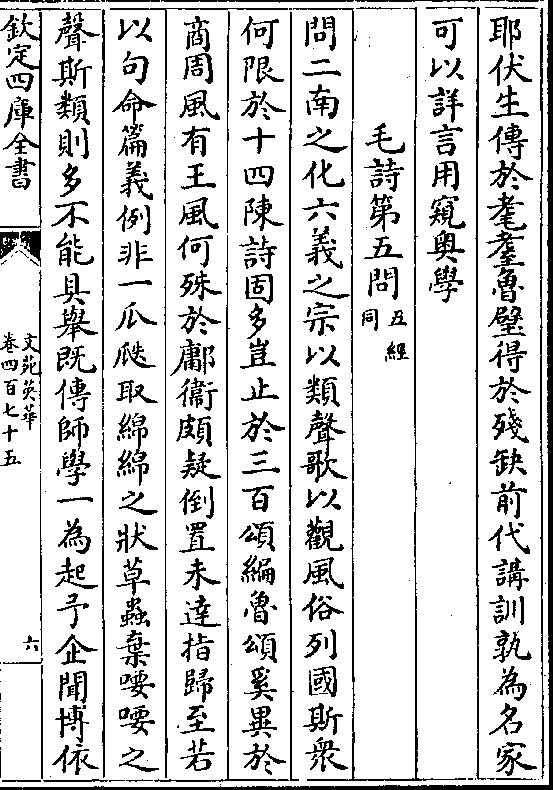 耶伏生傳於耄耋魯壁得於殘缺前代講訓孰為名家
可以詳言用窺奧學
毛詩第五問五經同
問二南之化六義之宗以類聲歌以觀風俗列國斯衆
何限於十四陳詩固多豈止於三百頌編魯頌奚異於
商周風有王風何殊於鄘衞頗疑倒置未達指歸至若
以句命篇義例非一瓜瓞取綿綿之狀草蟲棄喓喓之
聲斯類則多不能具舉既傳師學一為起予企聞博依
欽定四庫全書
文苑英華
卷四百七十五
六